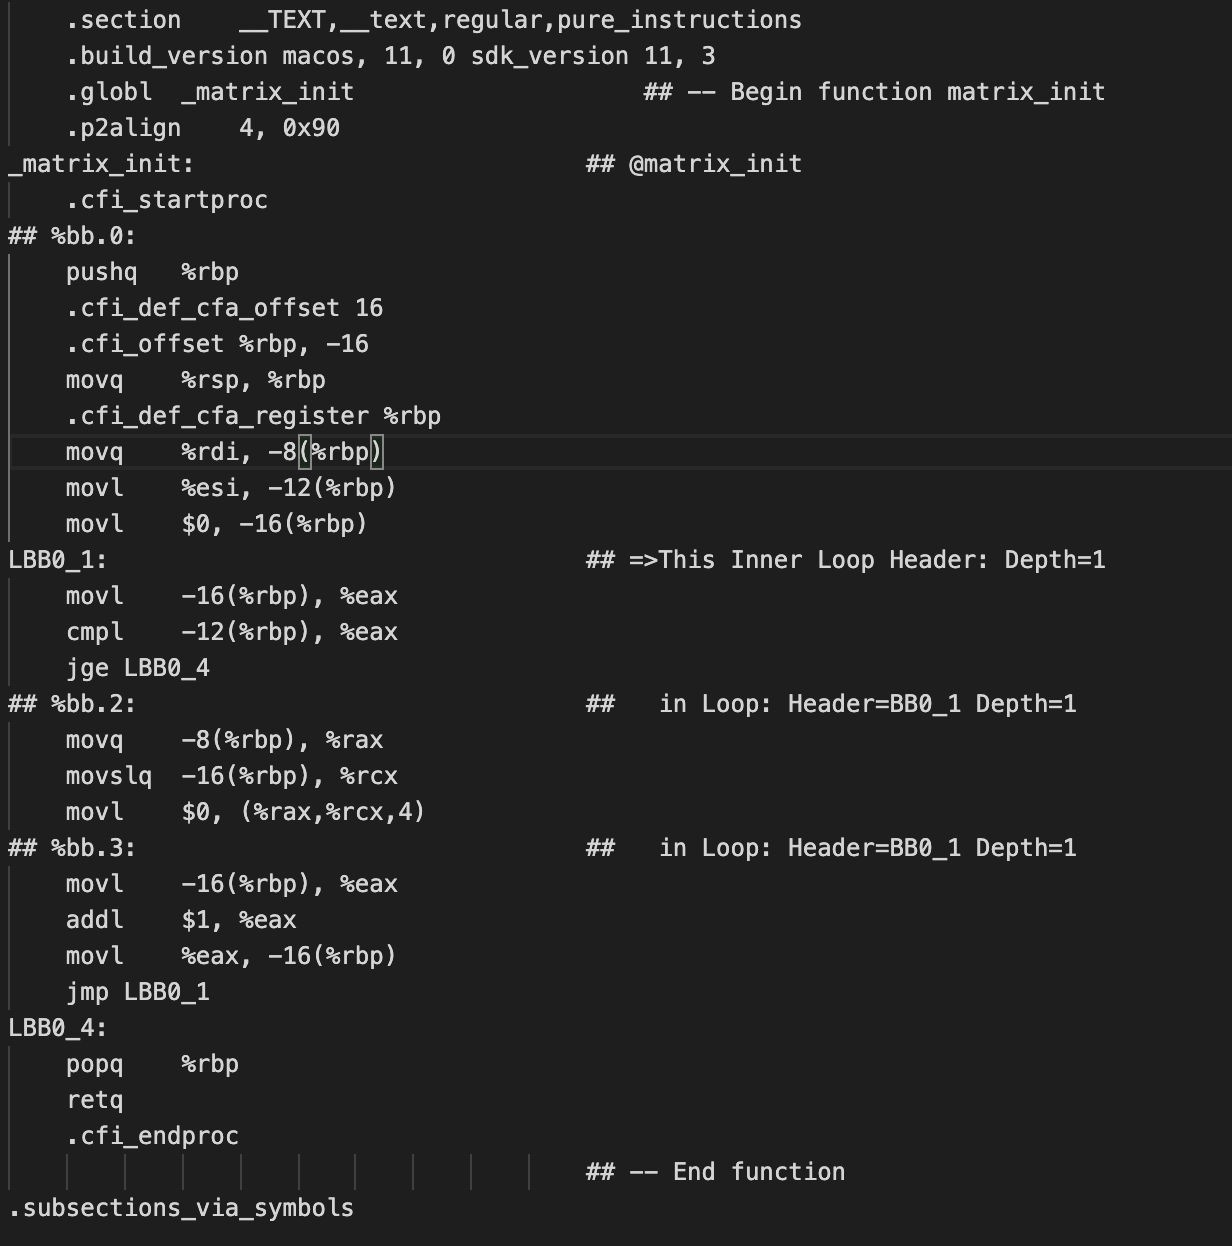 .section    __TEXT,__text,regular,pure_instructions
.build_version macos, 11, 0 sdk_version 11, 3
.globl  _matrix_init                    ## -- Begin function matrix_init
.p2align    4, 0x90
_matrix_init:                           ## @matrix_init
.cfi_startproc
## %bb.0:
pushq   %rbp
.cfi_def_cfa_offset 16
.cfi_offset %rbp, -16
movq    %rsp, %rbp
.cfi_def_cfa_register %rbp
movq    %rdi, -8(%rbp)
movl    %esi, -12(%rbp)
movl    $0, -16(%rbp)
LBB0_1:                                 ## =>This Inner Loop Header: Depth=1
movl    -16(%rbp), %eax
cmpl    -12(%rbp), %eax
jge LBB0_4
## %bb.2:                               ##   in Loop: Header=BB0_1 Depth=1
movq    -8(%rbp), %rax
movslq  -16(%rbp), %rcx
movl    $0, (%rax,%rcx,4)
## %bb.3:                               ##   in Loop: Header=BB0_1 Depth=1
movl    -16(%rbp), %eax
addl    $1, %eax
movl    %eax, -16(%rbp)
jmp LBB0_1
LBB0_4:
popq    %rbp
retq
.cfi_endproc
## -- End function
.subsections_via_symbols